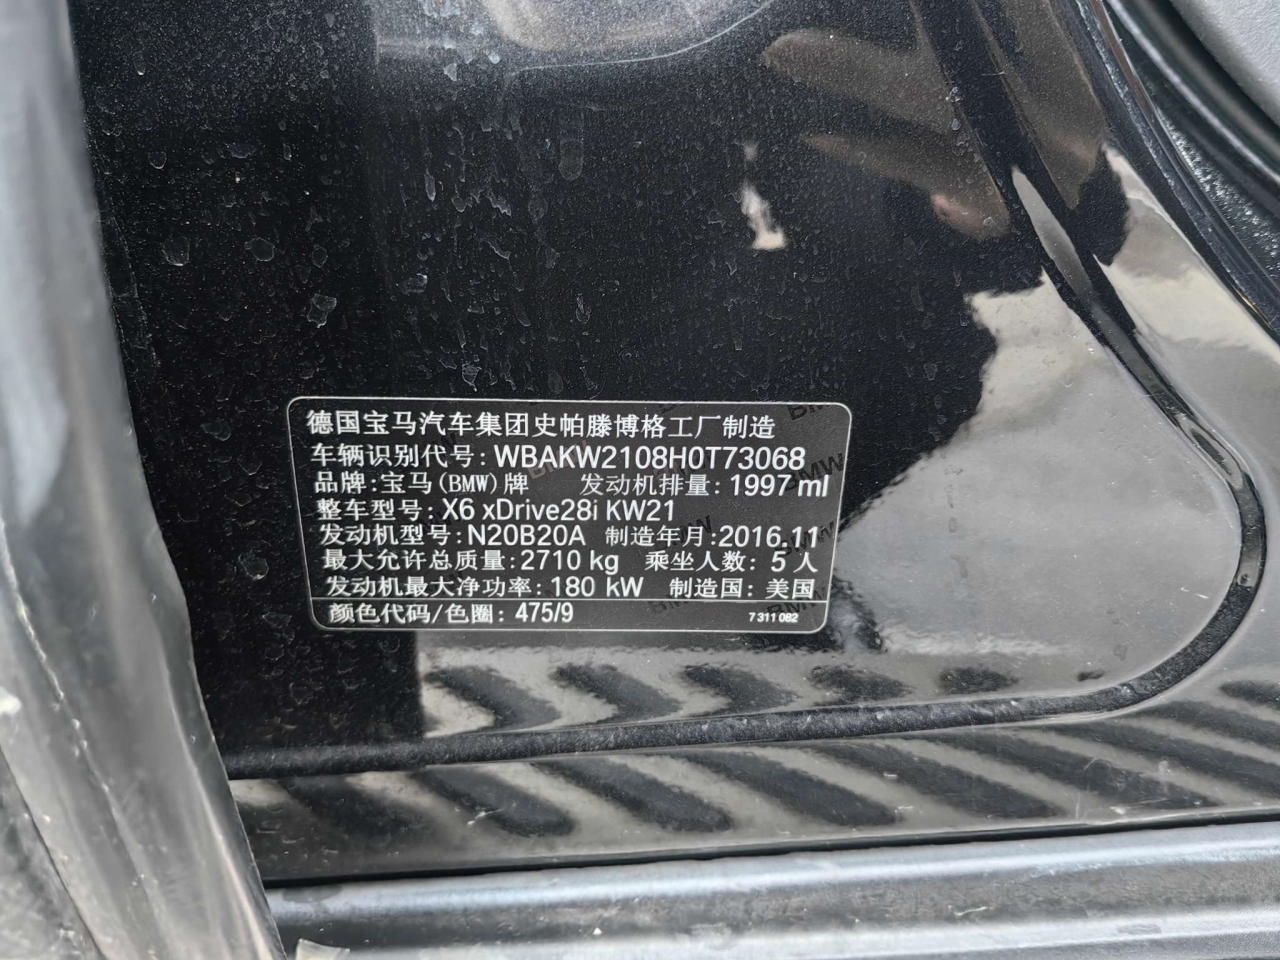 德国宝马汽车集团史帕滕博格工厂制造
车辆识别代号: WBAKW2108H0T73068
品牌: 宝马(BMW)牌 发动机排量: 1997 ml
整车型号: X6 xDrive28i KW21
发动机型号: N20B20A 制造年月: 2016.11
最大允许总质量: 2710 kg 乘坐人数: 5 人
发动机最大净功率: 180 kW 制造国: 美国
颜色代码/色圈: 475/9 7 311 082